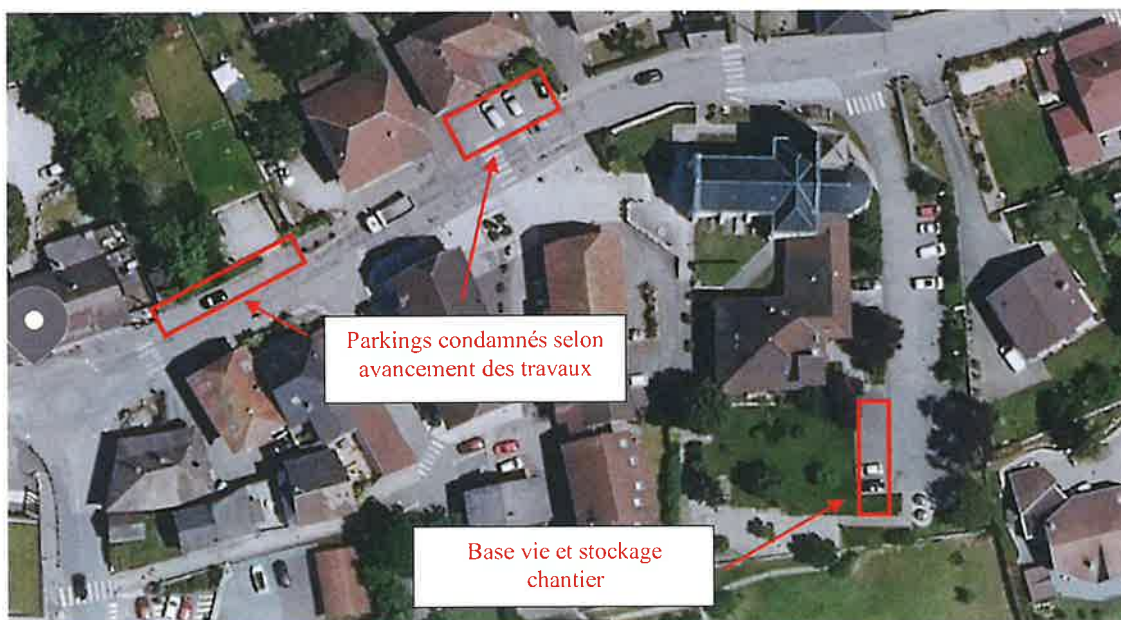 Parkings condamnés selon
avancement des travaux
Base vie et stockage
chantier